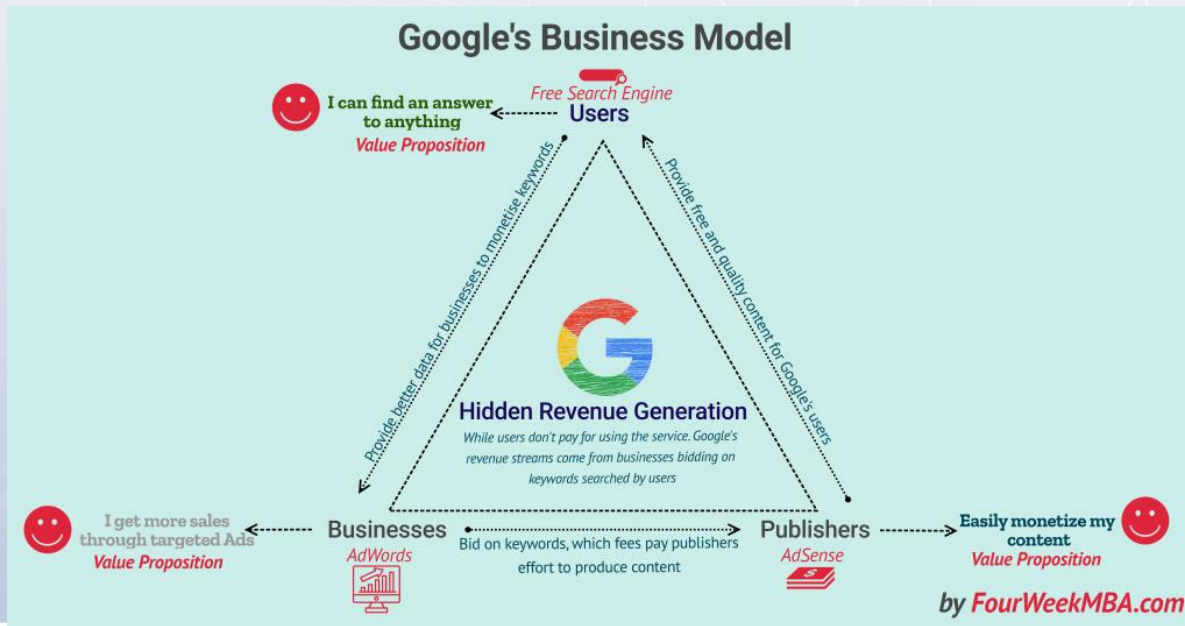 Google's Business Model
Free Search Engine
Users
I can find an answer
to anything
Value Proposition
Provide better data for businesses to monetise keywords
Provide free and quality content for Google's users
G
Hidden Revenue Generation
While users don't pay for using the service. Google's
revenue streams come from businesses bidding on
keywords searched by users
I get more sales
through targeted Ads
Value Proposition
Businesses
AdWords
Bid on keywords, which fees pay publishers
effort to produce content
Publishers
AdSense
$
Easily monetize my
content
Value Proposition
by FourWeekMBA.com